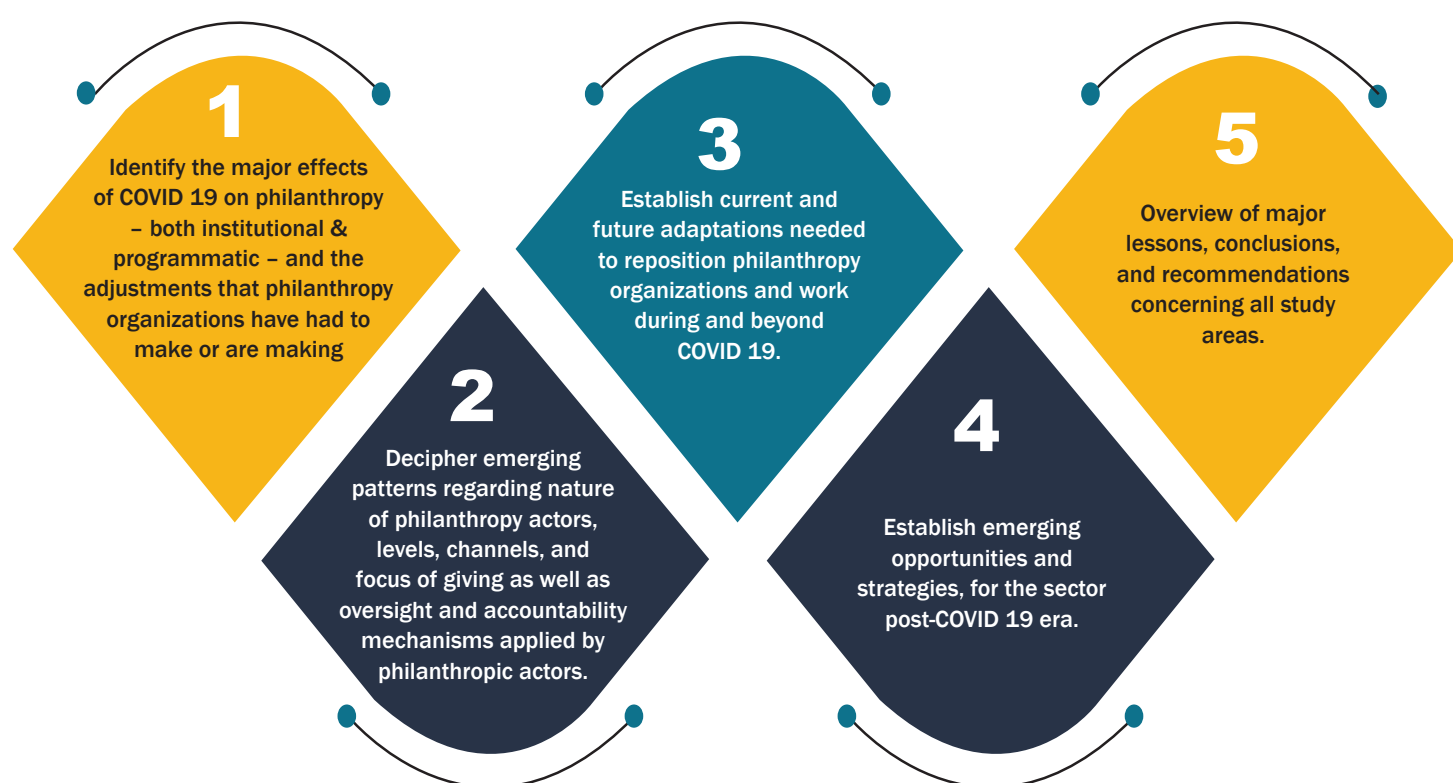 1
Identify the major effects
of COVID 19 on philanthropy
– both institutional &
programmatic – and the
adjustments that philanthropy
organizations have had to
make or are making
2
Decipher emerging
patterns regarding nature
of philanthropy actors,
levels, channels, and
focus of giving as well as
oversight and accountability
mechanisms applied by
philanthropic actors.
3
Establish current and
future adaptations needed
to reposition philanthropy
organizations and work
during and beyond
COVID 19.
4
Establish emerging
opportunities and
strategies, for the sector
post-COVID 19 era.
5
Overview of major
lessons, conclusions,
and recommendations
concerning all study
areas.